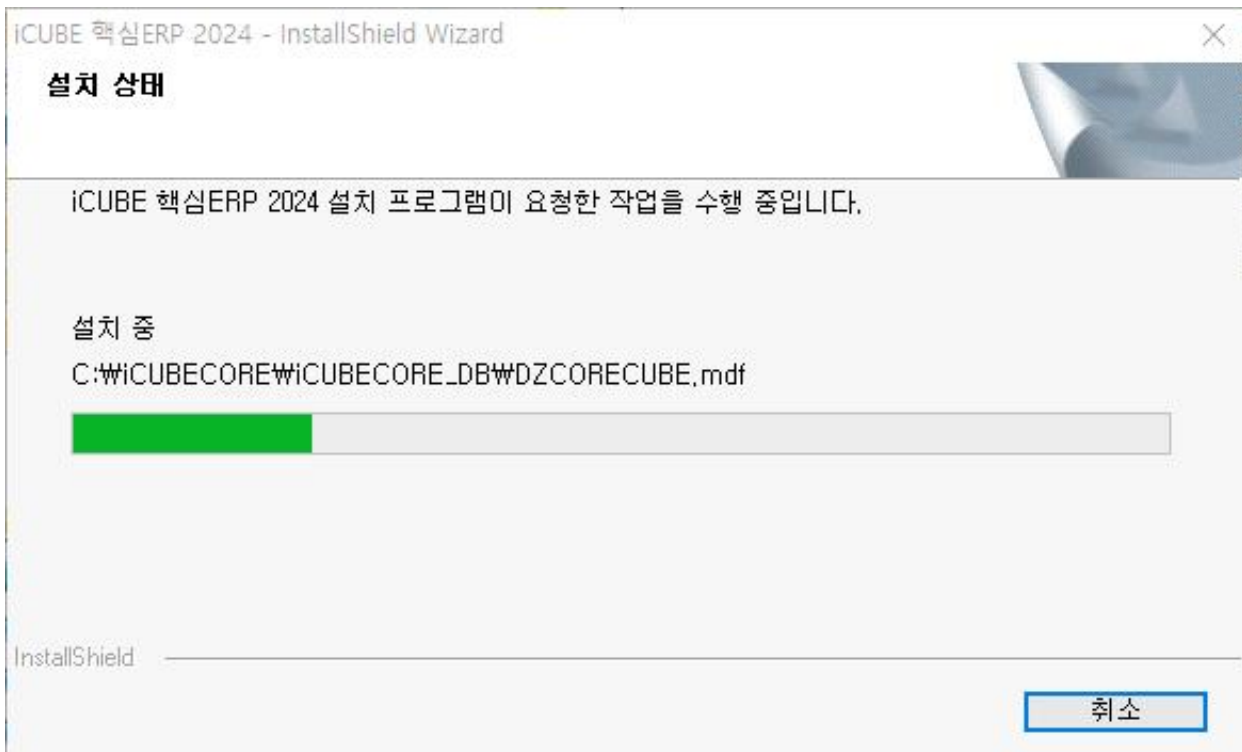 iCUBE 핵심ERP 2024 - InstallShield Wizard
설치 상태
iCUBE 핵심ERP 2024 설치 프로그램이 요청한 작업을 수행 중입니다.
설치 중
C:₩iCUBECORE₩iCUBECORE_DB₩DZCORECUBE.mdf
InstallShield
취소